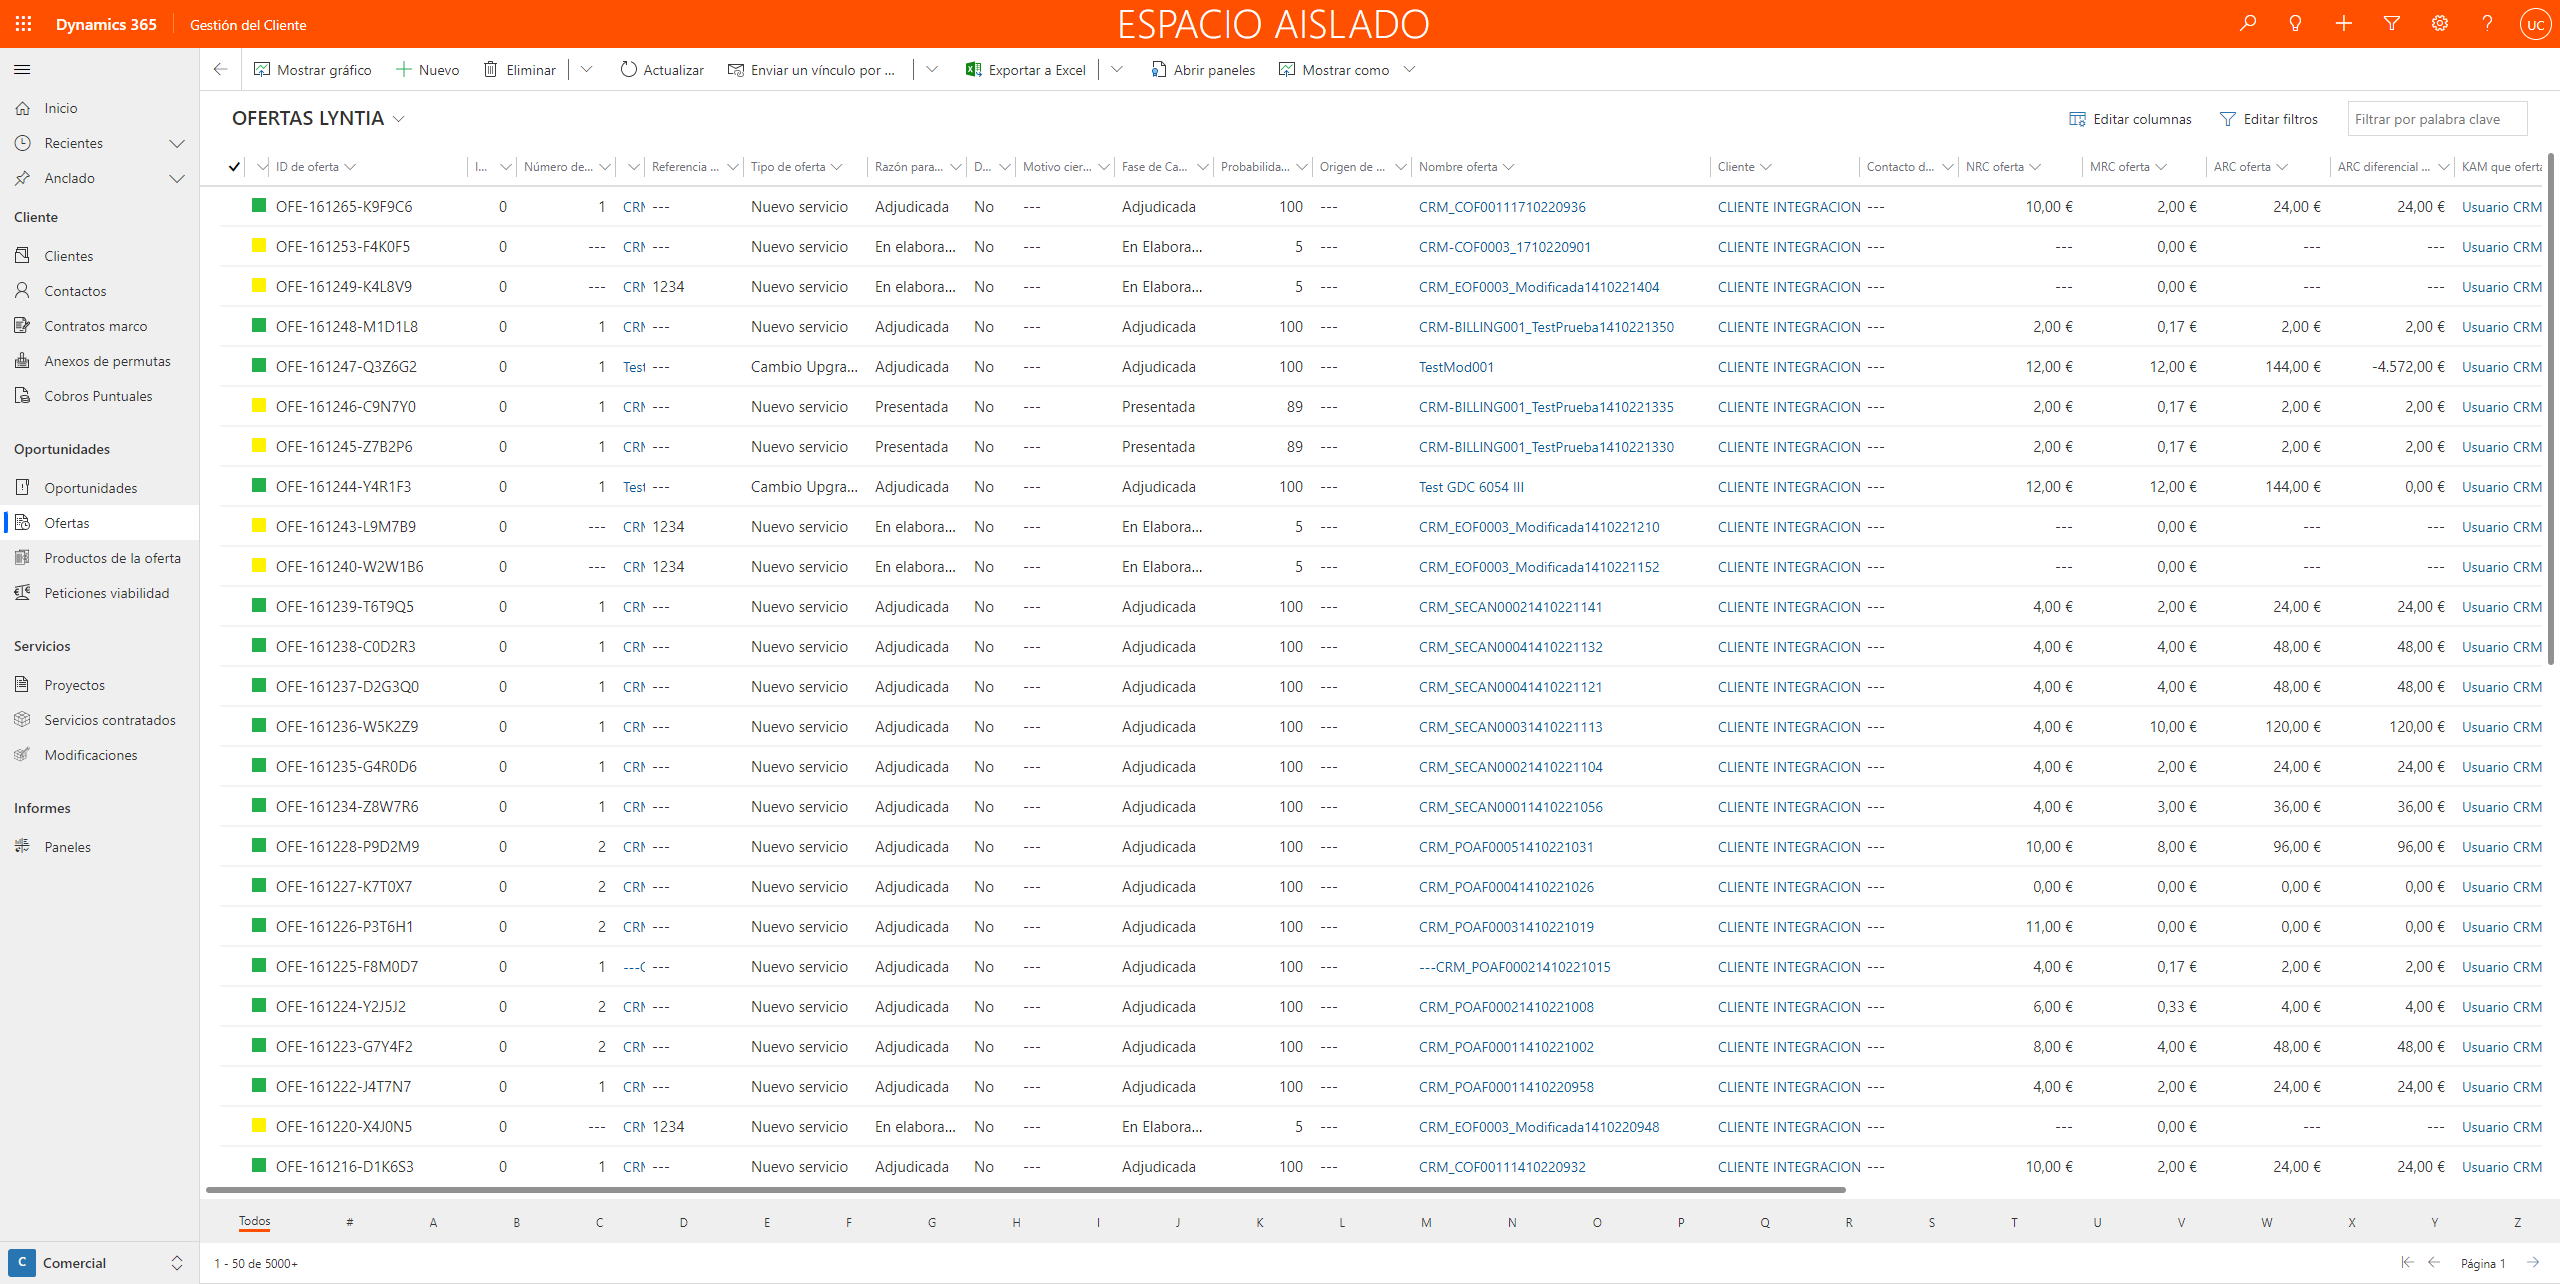 Dynamics 365 Gestión del Cliente ESPACIO AISLADO UC
Mostrar gráfico Nuevo Eliminar Actualizar Enviar un vínculo por ... Exportar a Excel Abrir paneles Mostrar como
Inicio
Recientes
Anclado
Cliente
Clientes
Contactos
Contratos marco
Anexos de permutas
Cobros Puntuales
Oportunidades
Oportunidades
Ofertas
Productos de la oferta
Peticiones viabilidad
Servicios
Proyectos
Servicios contratados
Modificaciones
Informes
Paneles
C Comercial
OFERTAS LYNTIA Editar columnas Editar filtros Filtrar por palabra clave
ID de oferta I... Número de... Referencia ... Tipo de oferta Razón para... D... Motivo cier... Fase de Ca... Probabilida... Origen de ... Nombre oferta Cliente Contacto d... NRC oferta MRC oferta ARC oferta ARC diferencial ... KAM que oferta
OFE-161265-K9F9C6 0 1 CRM --- Nuevo servicio Adjudicada No --- Adjudicada 100 --- CRM_COF00111710220936 CLIENTE INTEGRACION --- 10,00 € 2,00 € 24,00 € 24,00 € Usuario CRM
OFE-161253-F4K0F5 0 --- CRM --- Nuevo servicio En elabora... No --- En Elabora... 5 --- CRM-COF0003_1710220901 CLIENTE INTEGRACION --- --- 0,00 € --- --- Usuario CRM
OFE-161249-K4L8V9 0 --- CRM 1234 Nuevo servicio En elabora... No --- En Elabora... 5 --- CRM_EOF0003_Modificada1410221404 CLIENTE INTEGRACION --- --- 0,00 € --- --- Usuario CRM
OFE-161248-M1D1L8 0 1 CRM --- Nuevo servicio Adjudicada No --- Adjudicada 100 --- CRM-BILLING001_TestPrueba1410221350 CLIENTE INTEGRACION --- 2,00 € 0,17 € 2,00 € 2,00 € Usuario CRM
OFE-161247-Q3Z6G2 0 1 Test --- Cambio Upgra... Adjudicada No --- Adjudicada 100 --- TestMod001 CLIENTE INTEGRACION --- 12,00 € 12,00 € 144,00 € -4.572,00 € Usuario CRM
OFE-161246-C9N7Y0 0 1 CRM --- Nuevo servicio Presentada No --- Presentada 89 --- CRM-BILLING001_TestPrueba1410221335 CLIENTE INTEGRACION --- 2,00 € 0,17 € 2,00 € 2,00 € Usuario CRM
OFE-161245-Z7B2P6 0 1 CRM --- Nuevo servicio Presentada No --- Presentada 89 --- CRM-BILLING001_TestPrueba1410221330 CLIENTE INTEGRACION --- 2,00 € 0,17 € 2,00 € 2,00 € Usuario CRM
OFE-161244-Y4R1F3 0 1 Test --- Cambio Upgra... Adjudicada No --- Adjudicada 100 --- Test GDC 6054 III CLIENTE INTEGRACION --- 12,00 € 12,00 € 144,00 € 0,00 € Usuario CRM
OFE-161243-L9M7B9 0 --- CRM 1234 Nuevo servicio En elabora... No --- En Elabora... 5 --- CRM_EOF0003_Modificada1410221210 CLIENTE INTEGRACION --- --- 0,00 € --- --- Usuario CRM
OFE-161240-W2W1B6 0 --- CRM 1234 Nuevo servicio En elabora... No --- En Elabora... 5 --- CRM_EOF0003_Modificada1410221152 CLIENTE INTEGRACION --- --- 0,00 € --- --- Usuario CRM
OFE-161239-T6T9Q5 0 1 CRM --- Nuevo servicio Adjudicada No --- Adjudicada 100 --- CRM_SECAN00021410221141 CLIENTE INTEGRACION --- 4,00 € 2,00 € 24,00 € 24,00 € Usuario CRM
OFE-161238-C0D2R3 0 1 CRM --- Nuevo servicio Adjudicada No --- Adjudicada 100 --- CRM_SECAN00041410221132 CLIENTE INTEGRACION --- 4,00 € 4,00 € 48,00 € 48,00 € Usuario CRM
OFE-161237-D2G3Q0 0 1 CRM --- Nuevo servicio Adjudicada No --- Adjudicada 100 --- CRM_SECAN00041410221121 CLIENTE INTEGRACION --- 4,00 € 4,00 € 48,00 € 48,00 € Usuario CRM
OFE-161236-W5K2Z9 0 1 CRM --- Nuevo servicio Adjudicada No --- Adjudicada 100 --- CRM_SECAN00031410221113 CLIENTE INTEGRACION --- 4,00 € 10,00 € 120,00 € 120,00 € Usuario CRM
OFE-161235-G4R0D6 0 1 CRM --- Nuevo servicio Adjudicada No --- Adjudicada 100 --- CRM_SECAN00021410221104 CLIENTE INTEGRACION --- 4,00 € 2,00 € 24,00 € 24,00 € Usuario CRM
OFE-161234-Z8W7R6 0 1 CRM --- Nuevo servicio Adjudicada No --- Adjudicada 100 --- CRM_SECAN00011410221056 CLIENTE INTEGRACION --- 4,00 € 3,00 € 36,00 € 36,00 € Usuario CRM
OFE-161228-P9D2M9 0 2 CRM --- Nuevo servicio Adjudicada No --- Adjudicada 100 --- CRM_POAF00051410221031 CLIENTE INTEGRACION --- 10,00 € 8,00 € 96,00 € 96,00 € Usuario CRM
OFE-161227-K7T0X7 0 2 CRM --- Nuevo servicio Adjudicada No --- Adjudicada 100 --- CRM_POAF00041410221026 CLIENTE INTEGRACION --- 0,00 € 0,00 € 0,00 € 0,00 € Usuario CRM
OFE-161226-P3T6H1 0 2 CRM --- Nuevo servicio Adjudicada No --- Adjudicada 100 --- CRM_POAF00031410221019 CLIENTE INTEGRACION --- 11,00 € 0,00 € 0,00 € 0,00 € Usuario CRM
OFE-161225-F8M0D7 0 1 ---C --- Nuevo servicio Adjudicada No --- Adjudicada 100 --- ---CRM_POAF00021410221015 CLIENTE INTEGRACION --- 4,00 € 0,17 € 2,00 € 2,00 € Usuario CRM
OFE-161224-Y2J5J2 0 2 CRM --- Nuevo servicio Adjudicada No --- Adjudicada 100 --- CRM_POAF00021410221008 CLIENTE INTEGRACION --- 6,00 € 0,33 € 4,00 € 4,00 € Usuario CRM
OFE-161223-G7Y4F2 0 2 CRM --- Nuevo servicio Adjudicada No --- Adjudicada 100 --- CRM_POAF00011410221002 CLIENTE INTEGRACION --- 8,00 € 4,00 € 48,00 € 48,00 € Usuario CRM
OFE-161222-J4T7N7 0 1 CRM --- Nuevo servicio Adjudicada No --- Adjudicada 100 --- CRM_POAF00011410220958 CLIENTE INTEGRACION --- 4,00 € 2,00 € 24,00 € 24,00 € Usuario CRM
OFE-161220-X4J0N5 0 --- CRM 1234 Nuevo servicio En elabora... No --- En Elabora... 5 --- CRM_EOF0003_Modificada1410220948 CLIENTE INTEGRACION --- --- 0,00 € --- --- Usuario CRM
OFE-161216-D1K6S3 0 1 CRM --- Nuevo servicio Adjudicada No --- Adjudicada 100 --- CRM_COF00111410220932 CLIENTE INTEGRACION --- 10,00 € 2,00 € 24,00 € 24,00 € Usuario CRM
Todos # A B C D E F G H I J K L M N O P Q R S T U V W X Y Z
1 - 50 de 5000+ Página 1